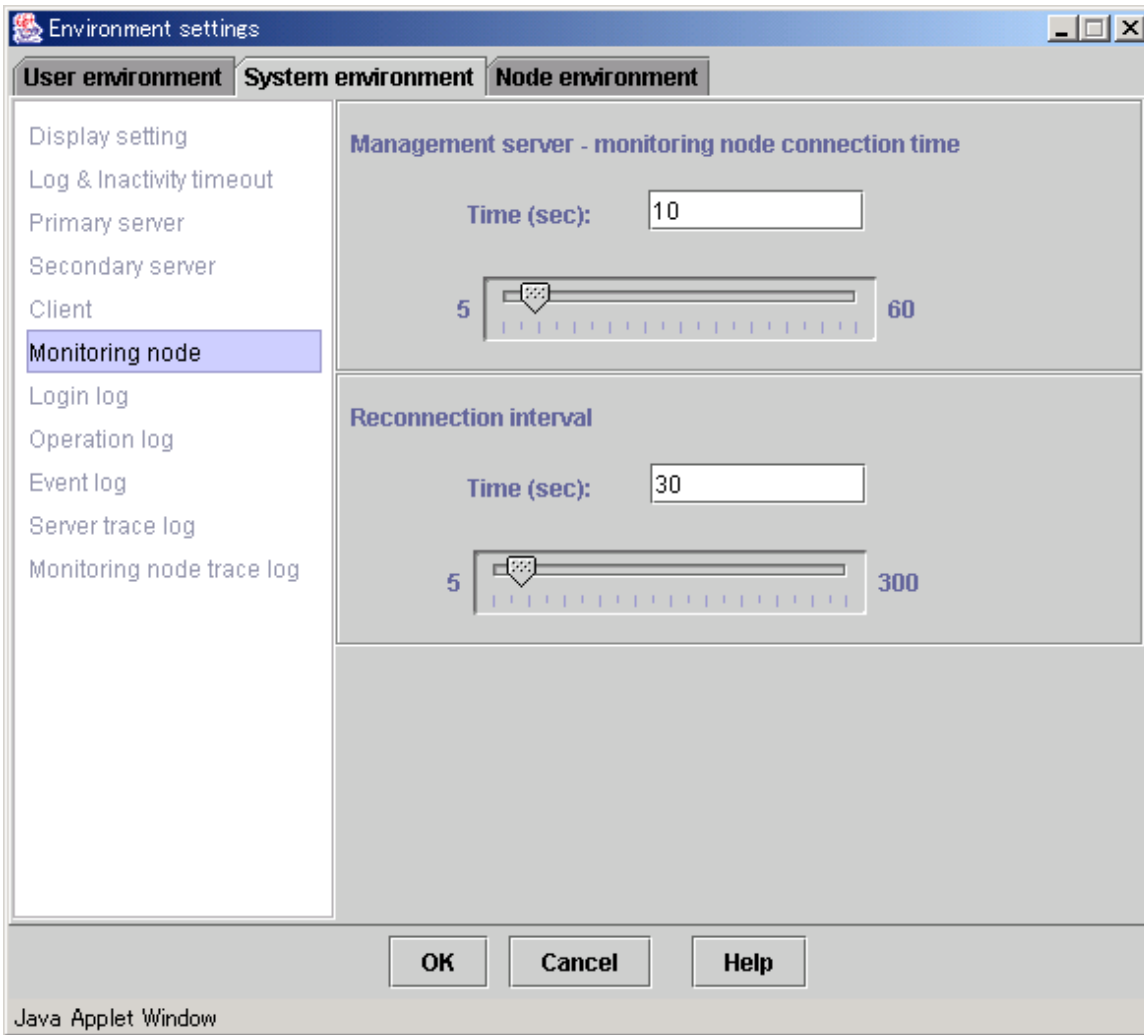 Environment settings
User environment System environment Node environment
Display setting
Log & Inactivity timeout
Primary server
Secondary server
Client
Monitoring node
Login log
Operation log
Event log
Server trace log
Monitoring node trace log
Management server - monitoring node connection time
Time (sec): 10
5 60
Reconnection interval
Time (sec): 30
5 300
OK Cancel Help
Java Applet Window